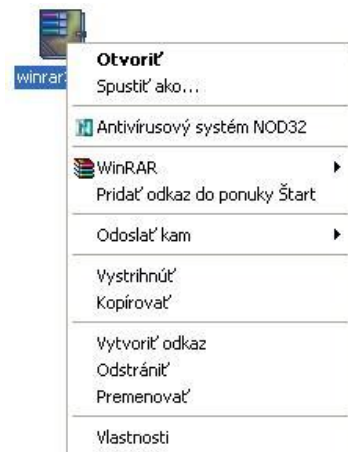 winrar
Otvoriť
Spustiť ako...
Antivírusový systém NOD32
WinRAR
Pridať odkaz do ponuky Štart
Odoslať kam
Vystrihnúť
Kopírovať
Vytvoriť odkaz
Odstrániť
Premenovať
Vlastnosti